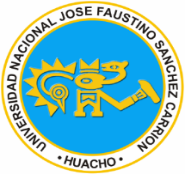 UNIVERSIDAD NACIONAL JOSE FAUSTINO SANCHEZ CARRION
• HUACHO •